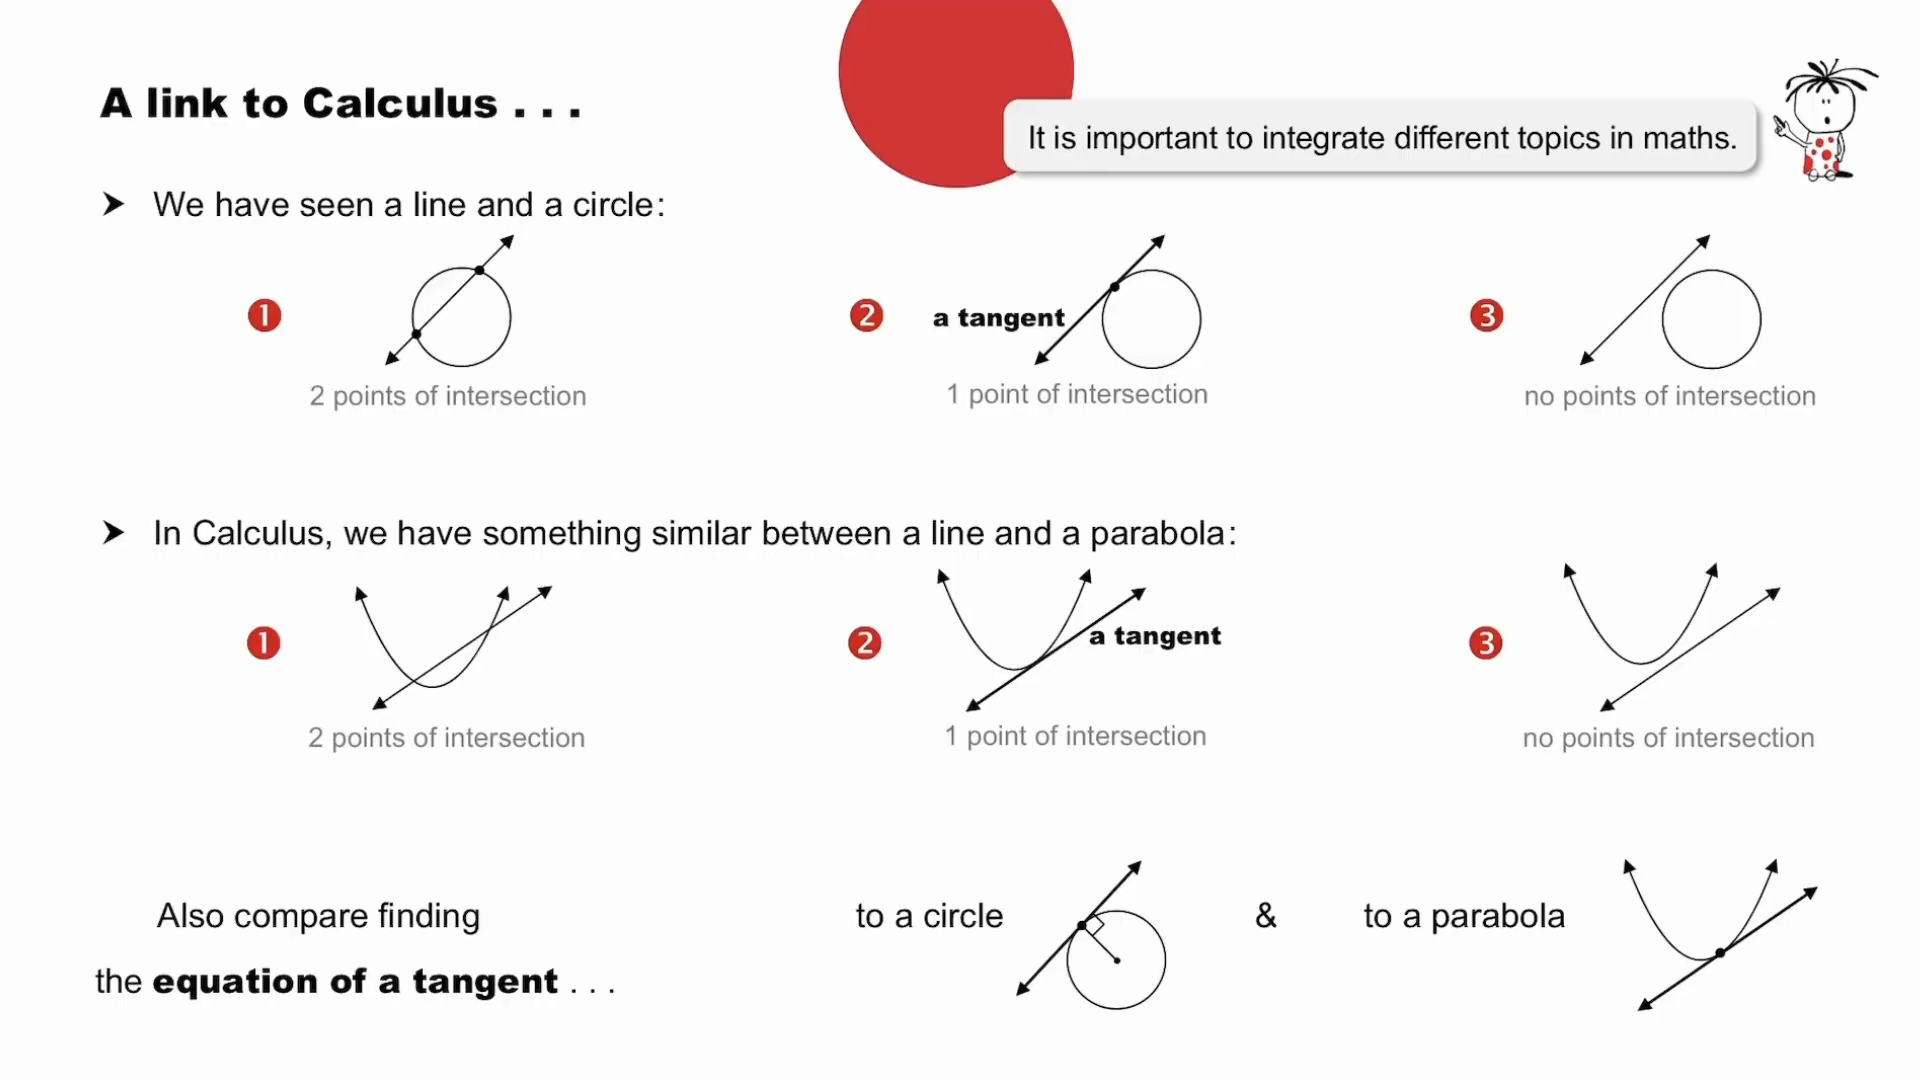 A link to Calculus . . .
It is important to integrate different topics in maths.
➤ We have seen a line and a circle:
1
2 points of intersection
2
a tangent
1 point of intersection
3
no points of intersection
➤ In Calculus, we have something similar between a line and a parabola:
1
2 points of intersection
2
a tangent
1 point of intersection
3
no points of intersection
Also compare finding
the equation of a tangent . . .
to a circle
&
to a parabola